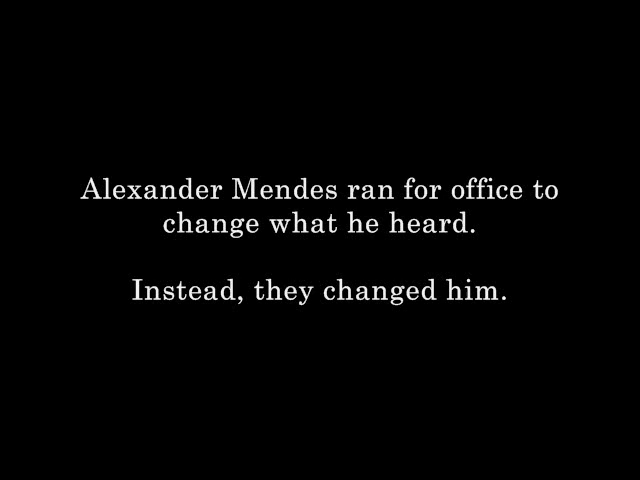 Alexander Mendes ran for office to
change what he heard.
Instead, they changed him.